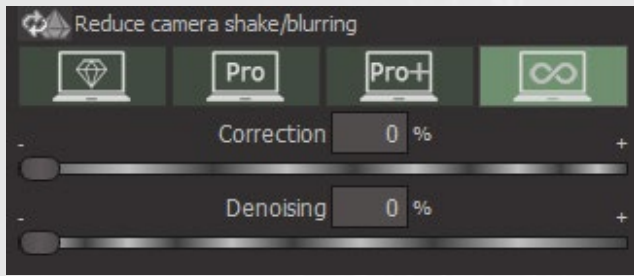 Reduce camera shake/blurring
Pro Pro+
- Correction 0 % +
- Denoising 0 % +